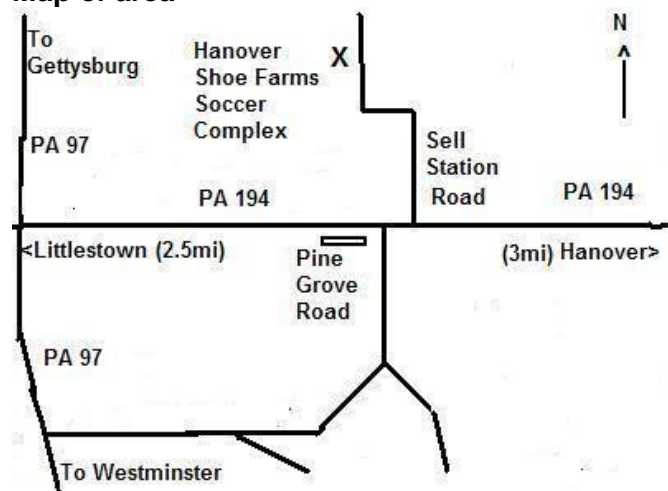 Map of area
To
Gettysburg
Hanover
Shoe Farms
Soccer
Complex
X
N
PA 97
Sell
Station
Road
PA 194
PA 194
<Littlestown (2.5mi)
Pine
Grove
Road
(3mi) Hanover>
PA 97
To Westminster